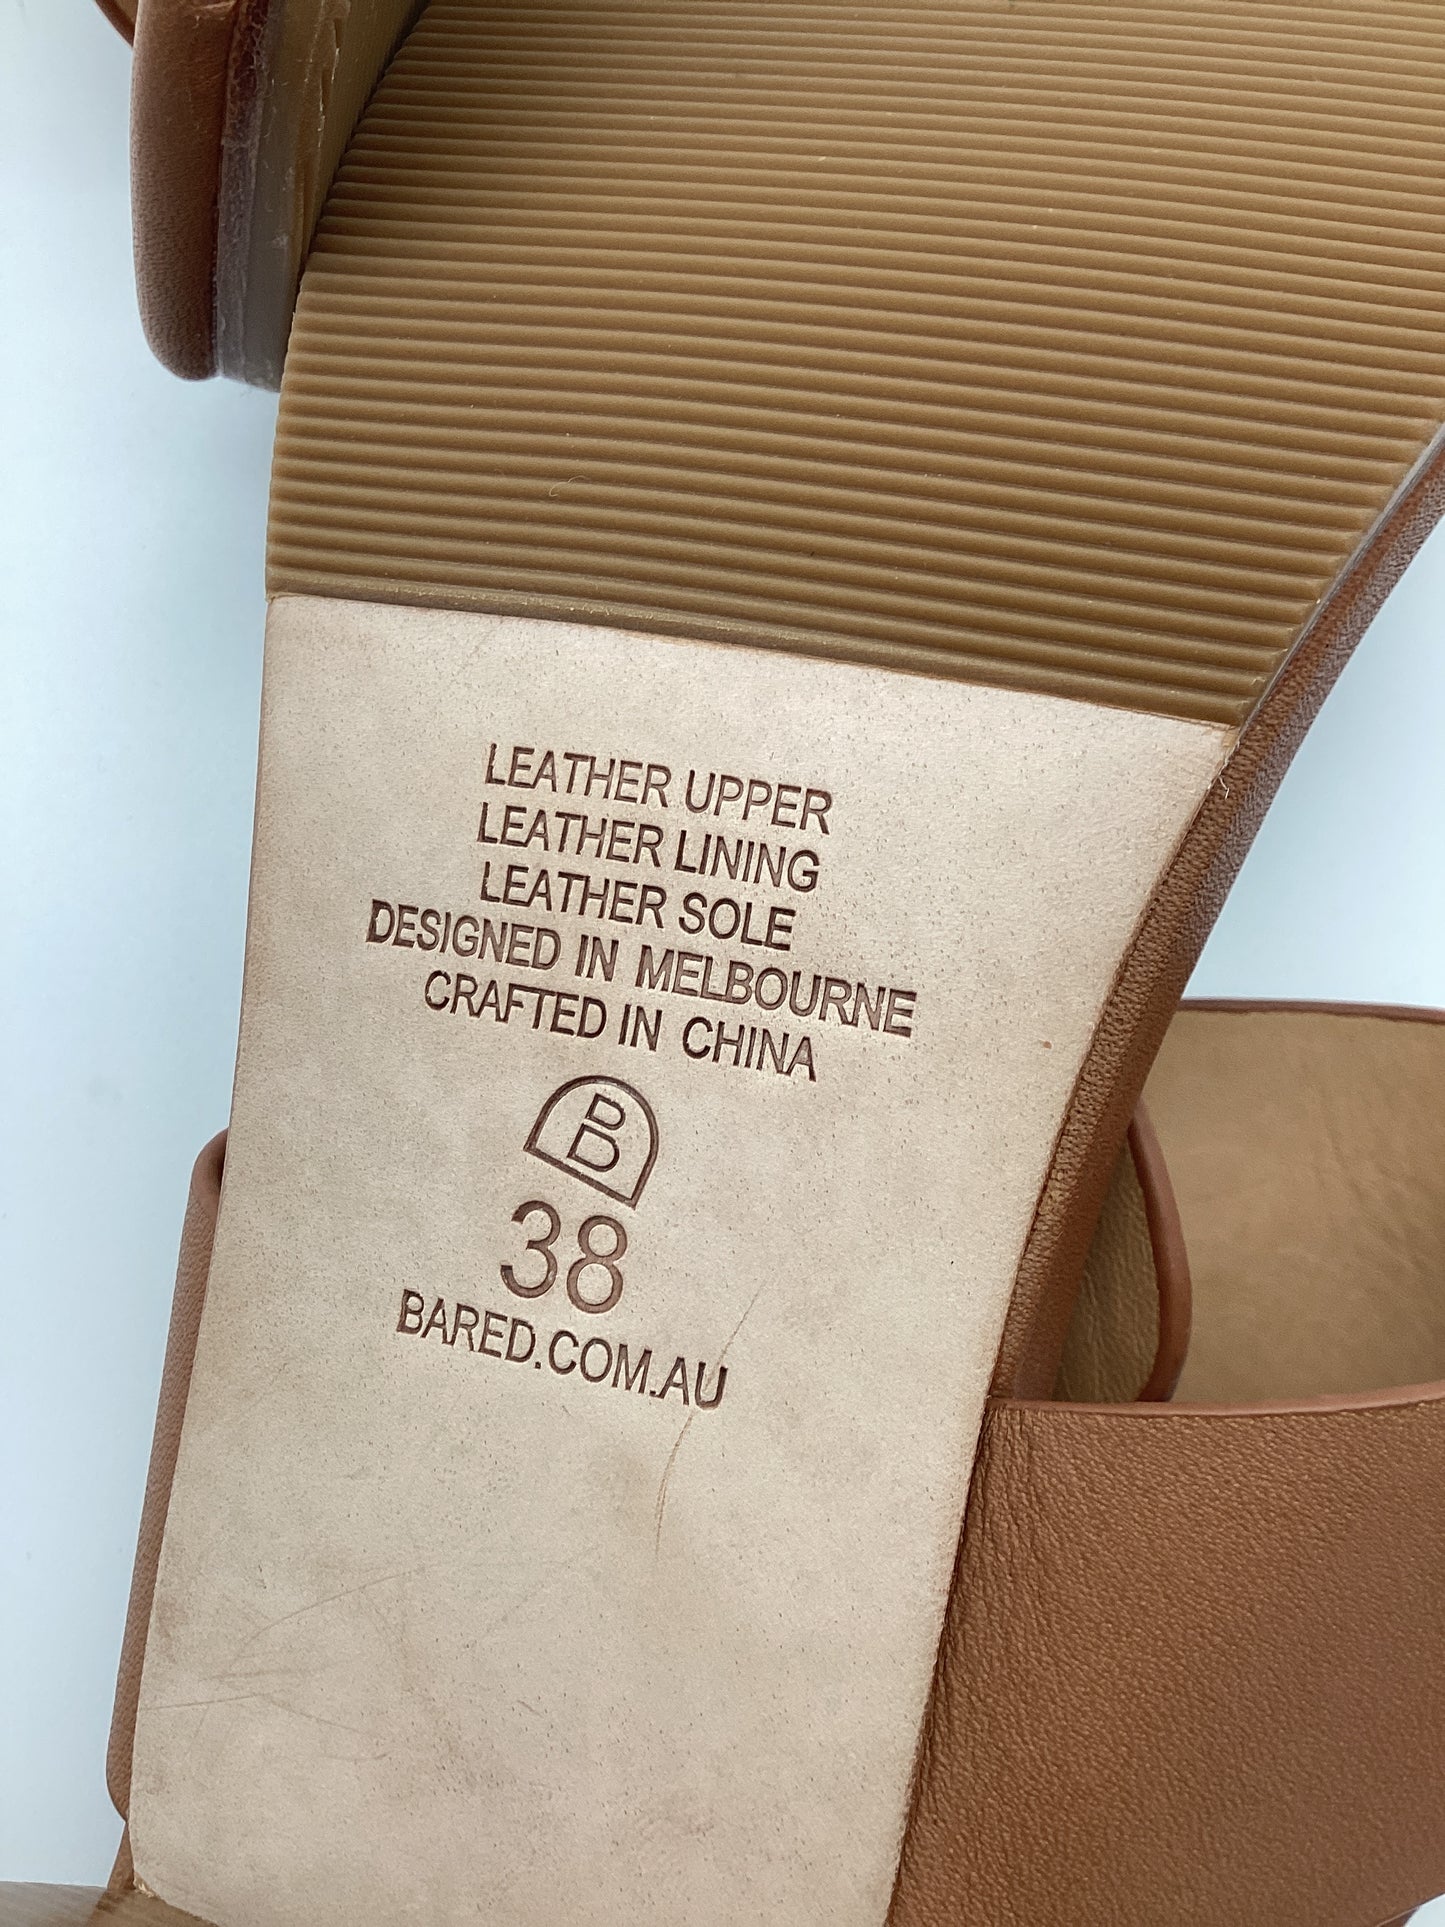 LEATHER UPPER
LEATHER LINING
LEATHER SOLE
DESIGNED IN MELBOURNE
CRAFTED IN CHINA
B
38
BARED.COM.AU